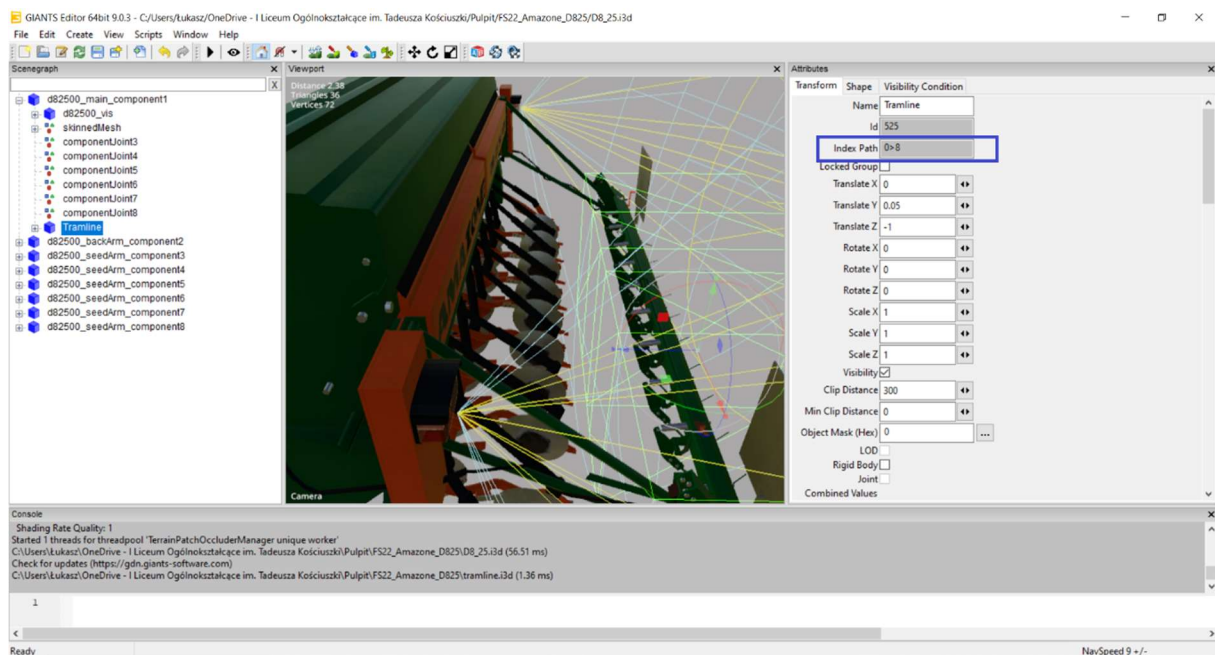 GIANTS Editor 64bit 9.0.3 - C:/Users/Łukasz/OneDrive - I Liceum Ogólnokształcące im. Tadeusza Kościuszki/Pulpit/FS22_Amazone_D825/D8_25.i3d
File Edit Create View Scripts Window Help
Scenegraph
X
d82500_main_component1
d82500_vis
skinnedMesh
componentJoint3
componentJoint4
componentJoint5
componentJoint6
componentJoint7
componentJoint8
Tramline
d82500_backArm_component2
d82500_seedArm_component3
d82500_seedArm_component4
d82500_seedArm_component5
d82500_seedArm_component6
d82500_seedArm_component7
d82500_seedArm_component8
Viewport
Distance 2.38
Triangles 36
Vertices 72
Camera
Attributes
Transform Shape Visibility Condition
Name Tramline
Id 525
Index Path 0>8
Locked Group
Translate X 0
Translate Y 0.05
Translate Z -1
Rotate X 0
Rotate Y 0
Rotate Z 0
Scale X 1
Scale Y 1
Scale Z 1
Visibility
Clip Distance 300
Min Clip Distance 0
Object Mask (Hex) 0 ...
LOD
Rigid Body
Joint
Combined Values
Console
Shading Rate Quality: 1
Started 1 threads for threadpool 'TerrainPatchOccluderManager unique worker'
C:\Users\Łukasz\OneDrive - I Liceum Ogólnokształcące im. Tadeusza Kościuszki\Pulpit\FS22_Amazone_D825\D8_25.i3d (56.51 ms)
Check for updates (https://gdn.giants-software.com)
C:\Users\Łukasz\OneDrive - I Liceum Ogólnokształcące im. Tadeusza Kościuszki\Pulpit\FS22_Amazone_D825\tramline.i3d (1.36 ms)
1
Ready
NavSpeed 9 +/-